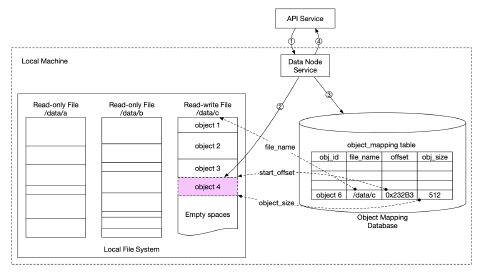 API Service
① ④
Local Machine
Data Node
Service
② ③
Read-only File
/data/a
Read-only File
/data/b
Read-write File
/data/c
object 1
object 2
object 3
object 4
Empty spaces
Local File System
file_name
start_offset
object_size
object_mapping table
obj_id file_name offset obj_size
object 6 /data/c 0x232B3 512
Object Mapping
Database